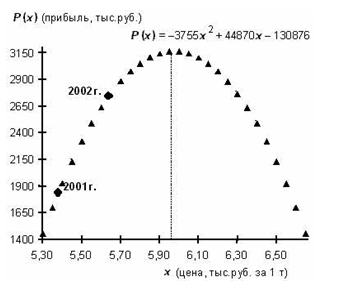 P(x) (прибыль, тыс.руб.)
P(x) = –3755x² + 44870x – 130876
3150
2900
2650
2400
2150
1900
1650
1400
2002г.
2001г.
5,30 5,50 5,70 5,90 6,10 6,30 6,50
x (цена, тыс.руб. за 1 т)